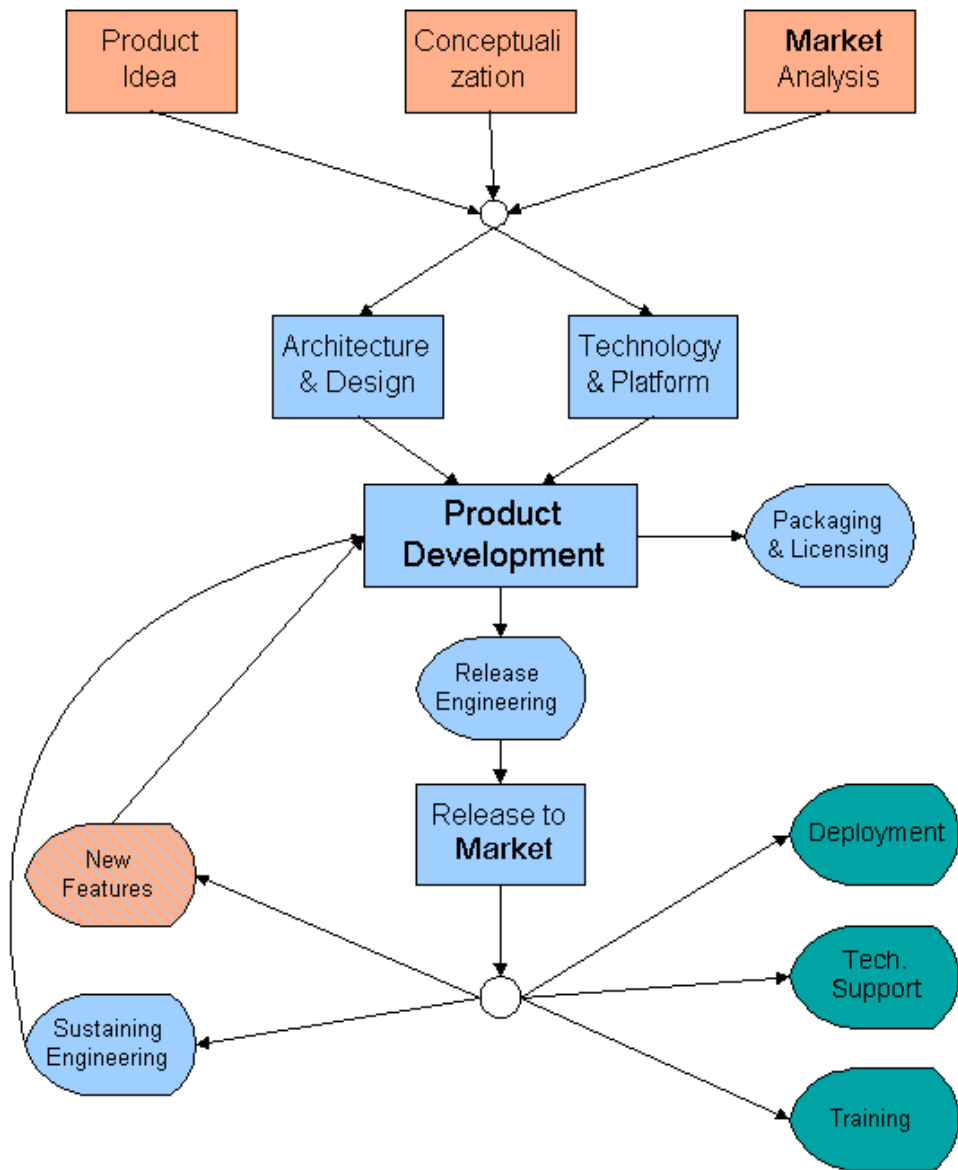 Product
Idea
Conceptuali
zation
Market
Analysis
Architecture
& Design
Technology
& Platform
Product
Development
Packaging
& Licensing
Release
Engineering
Release to
Market
Deployment
New
Features
Tech.
Support
Sustaining
Engineering
Training